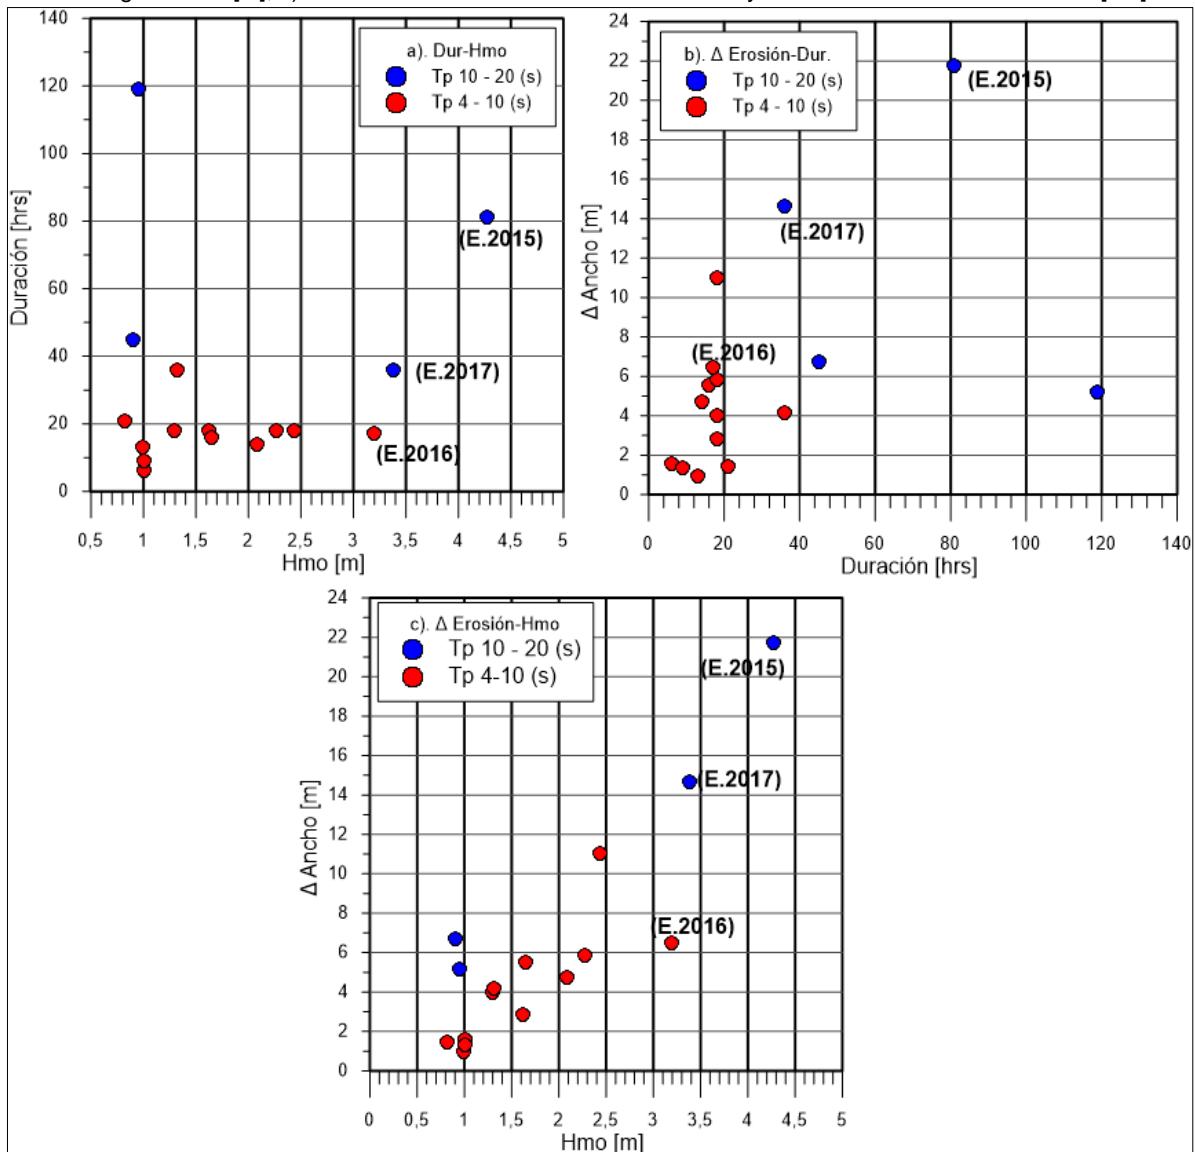 140
120
100
80
60
40
20
0
Duración [hrs]
a). Dur-Hmo
Tp 10 - 20 (s)
Tp 4 - 10 (s)
(E.2015)
(E.2017)
(E.2016)
0,5 1 1,5 2 2,5 3 3,5 4 4,5 5
Hmo [m]
24
22
20
18
16
14
12
10
8
6
4
2
0
Δ Ancho [m]
b). Δ Erosión-Dur.
Tp 10 - 20 (s)
Tp 4 - 10 (s)
(E.2015)
(E.2017)
(E.2016)
0 20 40 60 80 100 120 140
Duración [hrs]
24
22
20
18
16
14
12
10
8
6
4
2
0
Δ Ancho [m]
c). Δ Erosión-Hmo
Tp 10 - 20 (s)
Tp 4-10 (s)
(E.2015)
(E.2017)
(E.2016)
0 0,5 1 1,5 2 2,5 3 3,5 4 4,5 5
Hmo [m]